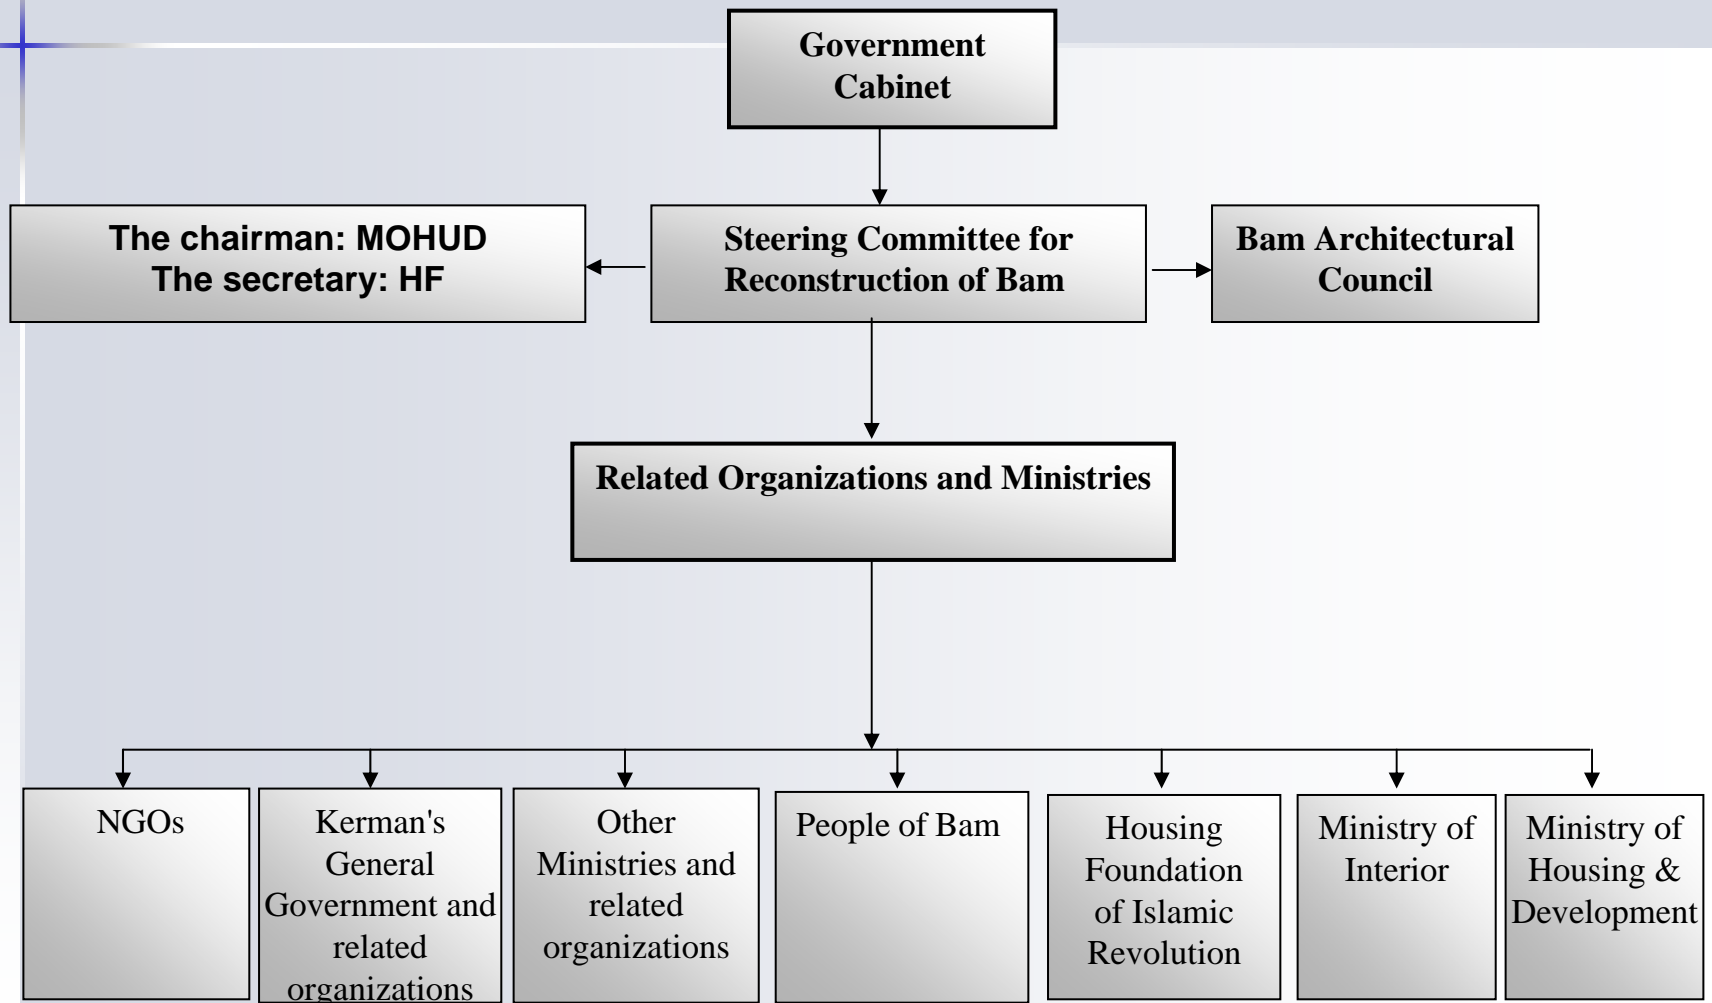 Government
Cabinet
The chairman: MOHUD
The secretary: HF
Steering Committee for
Reconstruction of Bam
Bam Architectural
Council
Related Organizations and Ministries
NGOs
Kerman's
General
Government and
related
organizations
Other
Ministries and
related
organizations
People of Bam
Housing
Foundation
of Islamic
Revolution
Ministry of
Interior
Ministry of
Housing &
Development